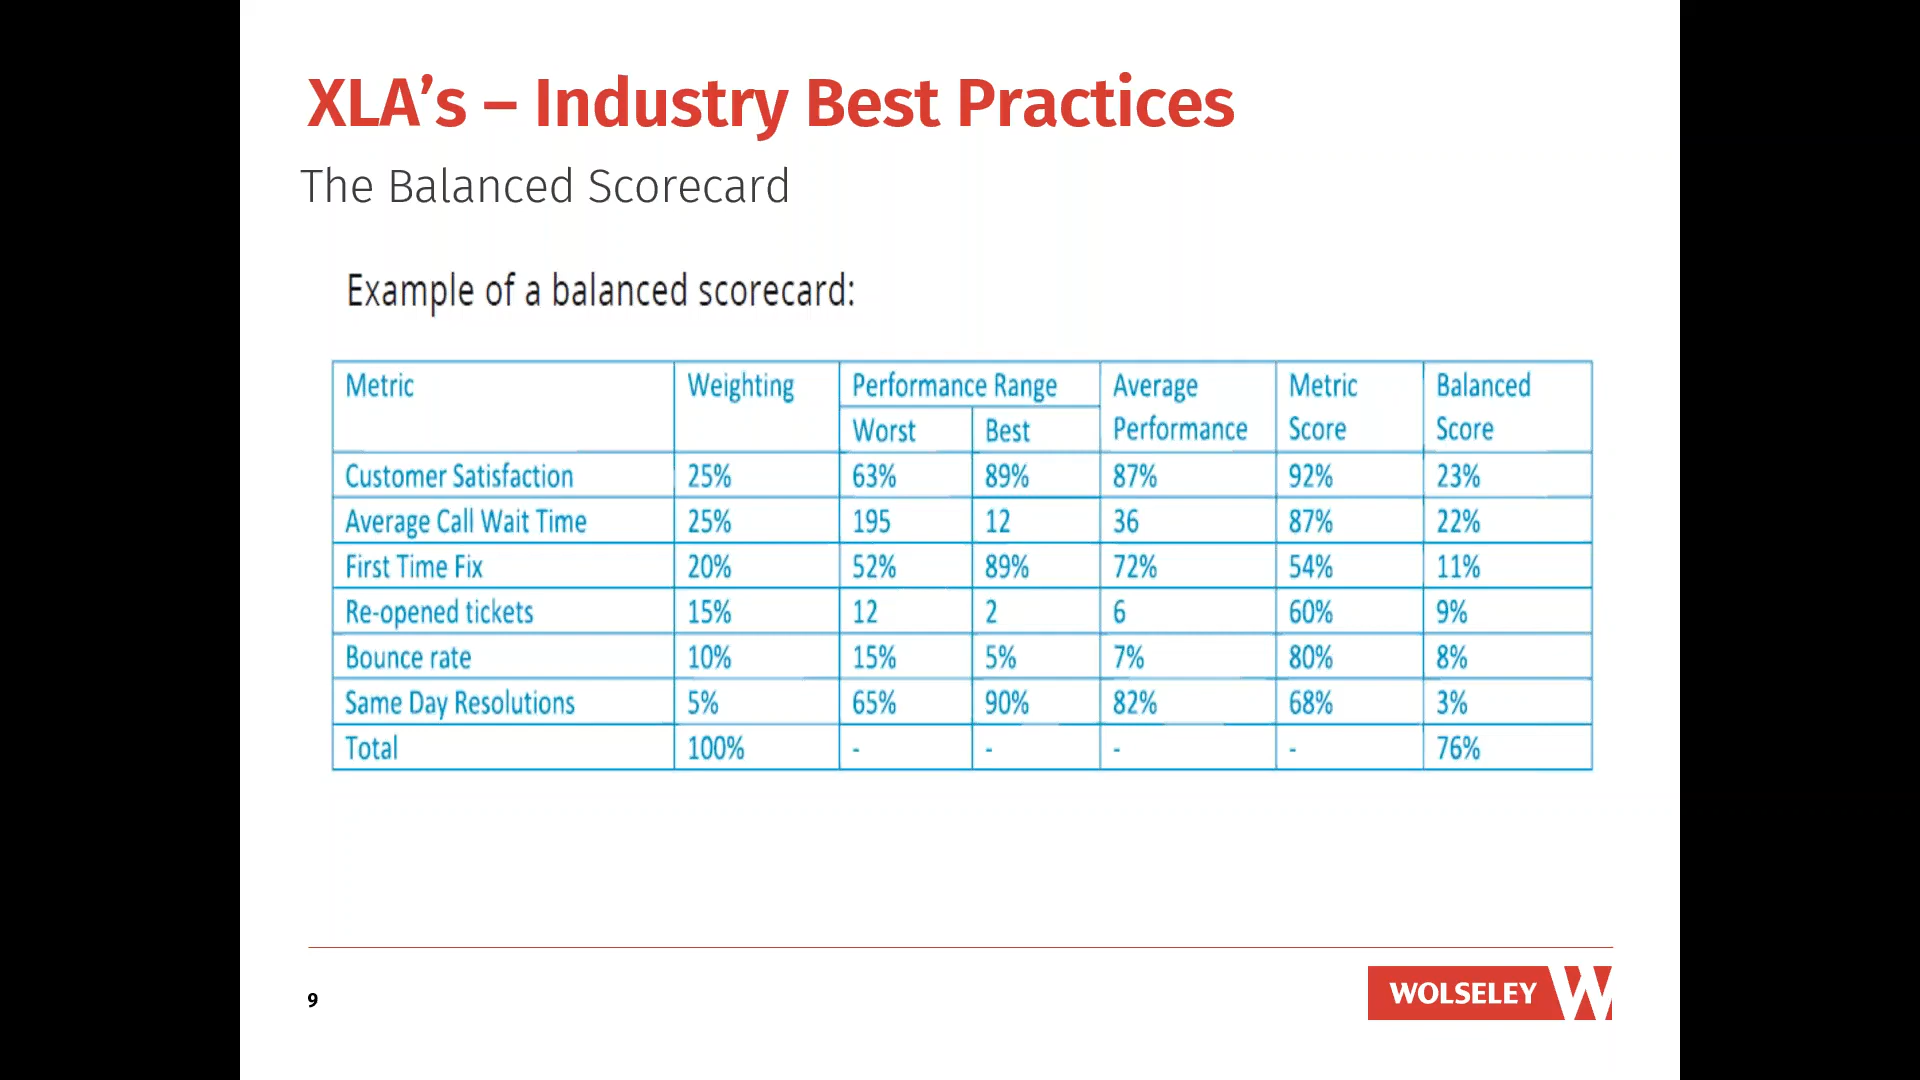 XLA’s – Industry Best Practices
The Balanced Scorecard
Example of a balanced scorecard:
Metric Weighting Performance Range Average Performance Metric Score Balanced Score
Worst Best
Customer Satisfaction 25% 63% 89% 87% 92% 23%
Average Call Wait Time 25% 195 12 36 87% 22%
First Time Fix 20% 52% 89% 72% 54% 11%
Re-opened tickets 15% 12 2 6 60% 9%
Bounce rate 10% 15% 5% 7% 80% 8%
Same Day Resolutions 5% 65% 90% 82% 68% 3%
Total 100% - - - - 76%
9
WOLSELEY